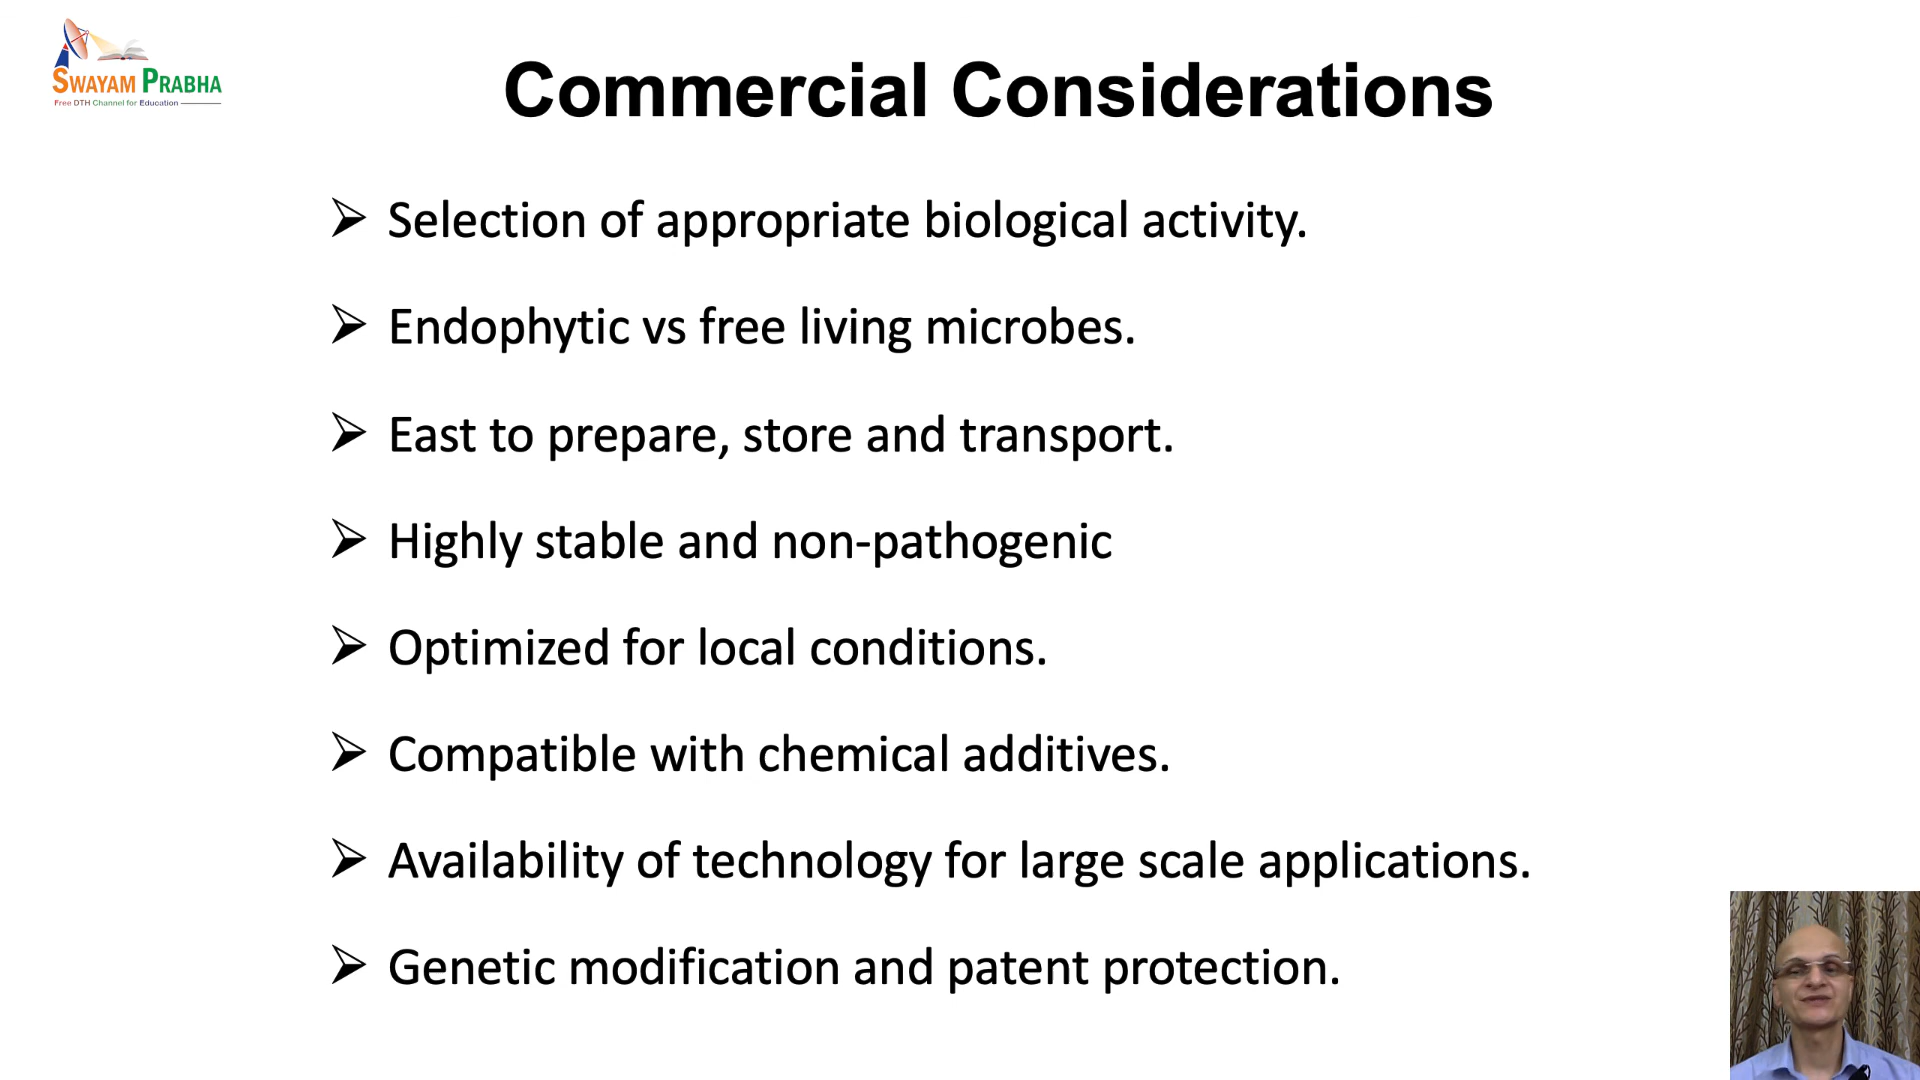 SWAYAM PRABHA
Free DTH Channel for Education
Commercial Considerations
➢ Selection of appropriate biological activity.
➢ Endophytic vs free living microbes.
➢ East to prepare, store and transport.
➢ Highly stable and non-pathogenic
➢ Optimized for local conditions.
➢ Compatible with chemical additives.
➢ Availability of technology for large scale applications.
➢ Genetic modification and patent protection.